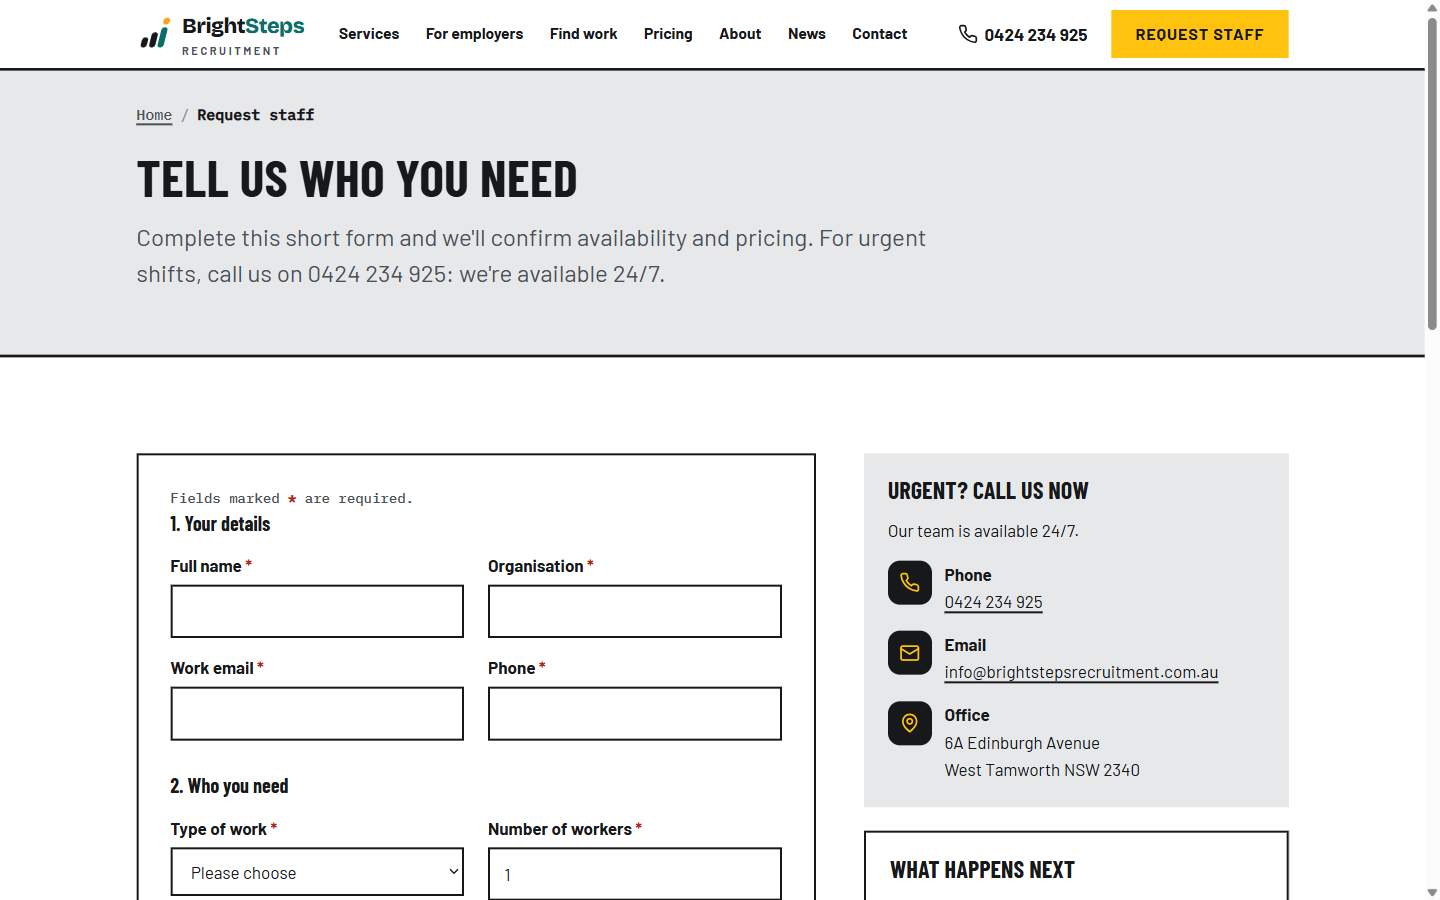 BrightSteps
RECRUITMENT
Services
For employers
Find work
Pricing
About
News
Contact
0424 234 925
REQUEST STAFF
Home / Request staff
TELL US WHO YOU NEED
Complete this short form and we'll confirm availability and pricing. For urgent
shifts, call us on 0424 234 925: we're available 24/7.
Fields marked * are required.
1. Your details
Full name *
Organisation *
Work email *
Phone *
2. Who you need
Type of work *
Number of workers *
Please choose
1
URGENT? CALL US NOW
Our team is available 24/7.
Phone
0424 234 925
Email
info@brightstepsrecruitment.com.au
Office
6A Edinburgh Avenue
West Tamworth NSW 2340
WHAT HAPPENS NEXT